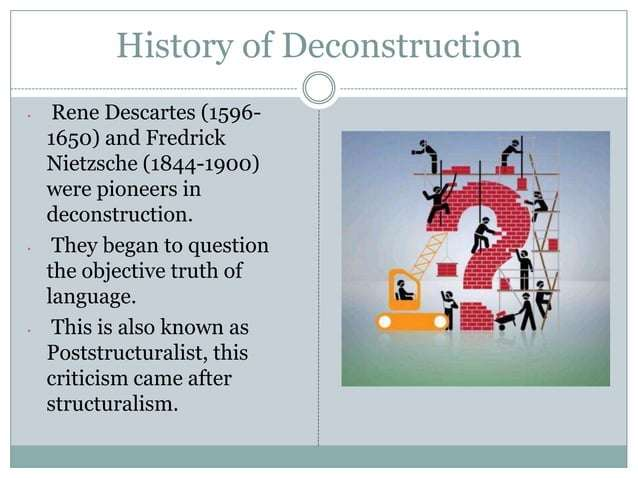 History of Deconstruction
Rene Descartes (1596-
1650) and Fredrick
Nietzsche (1844-1900)
were pioneers in
deconstruction.
They began to question
the objective truth of
language.
This is also known as
Poststructuralist, this
criticism came after
structuralism.